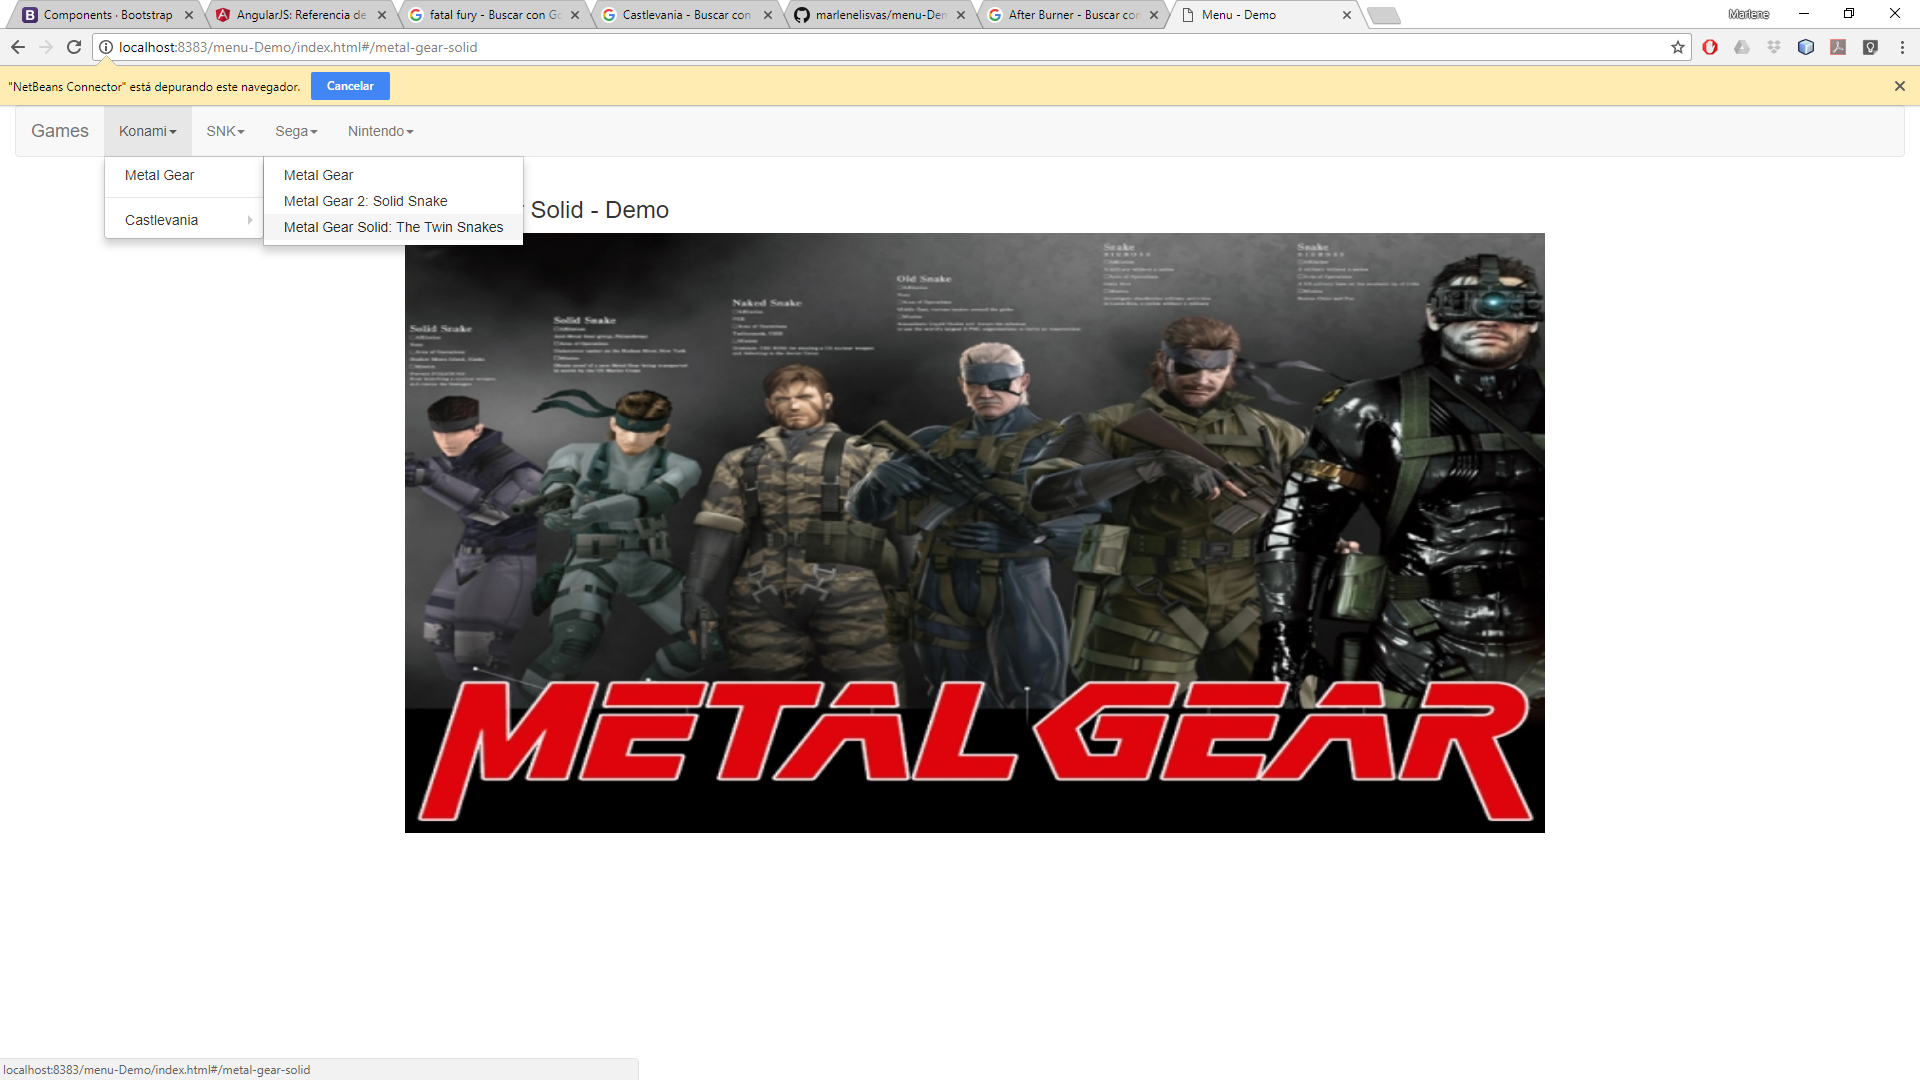 Components · Bootstrap
AngularJS: Referencia de
fatal fury - Buscar con Go
Castlevania - Buscar con
marlenelisvas/menu-Den
After Burner - Buscar con
Menu - Demo
Marlene
localhost:8383/menu-Demo/index.html#/metal-gear-solid
"NetBeans Connector" está depurando este navegador.
Cancelar
Games
Konami
SNK
Sega
Nintendo
Metal Gear
Castlevania
Metal Gear
Metal Gear 2: Solid Snake
Metal Gear Solid: The Twin Snakes
Solid - Demo
Solid Snake
Solid Snake
Naked Snake
Old Snake
Snake
Snake
METAL GEAR
localhost:8383/menu-Demo/index.html#/metal-gear-solid